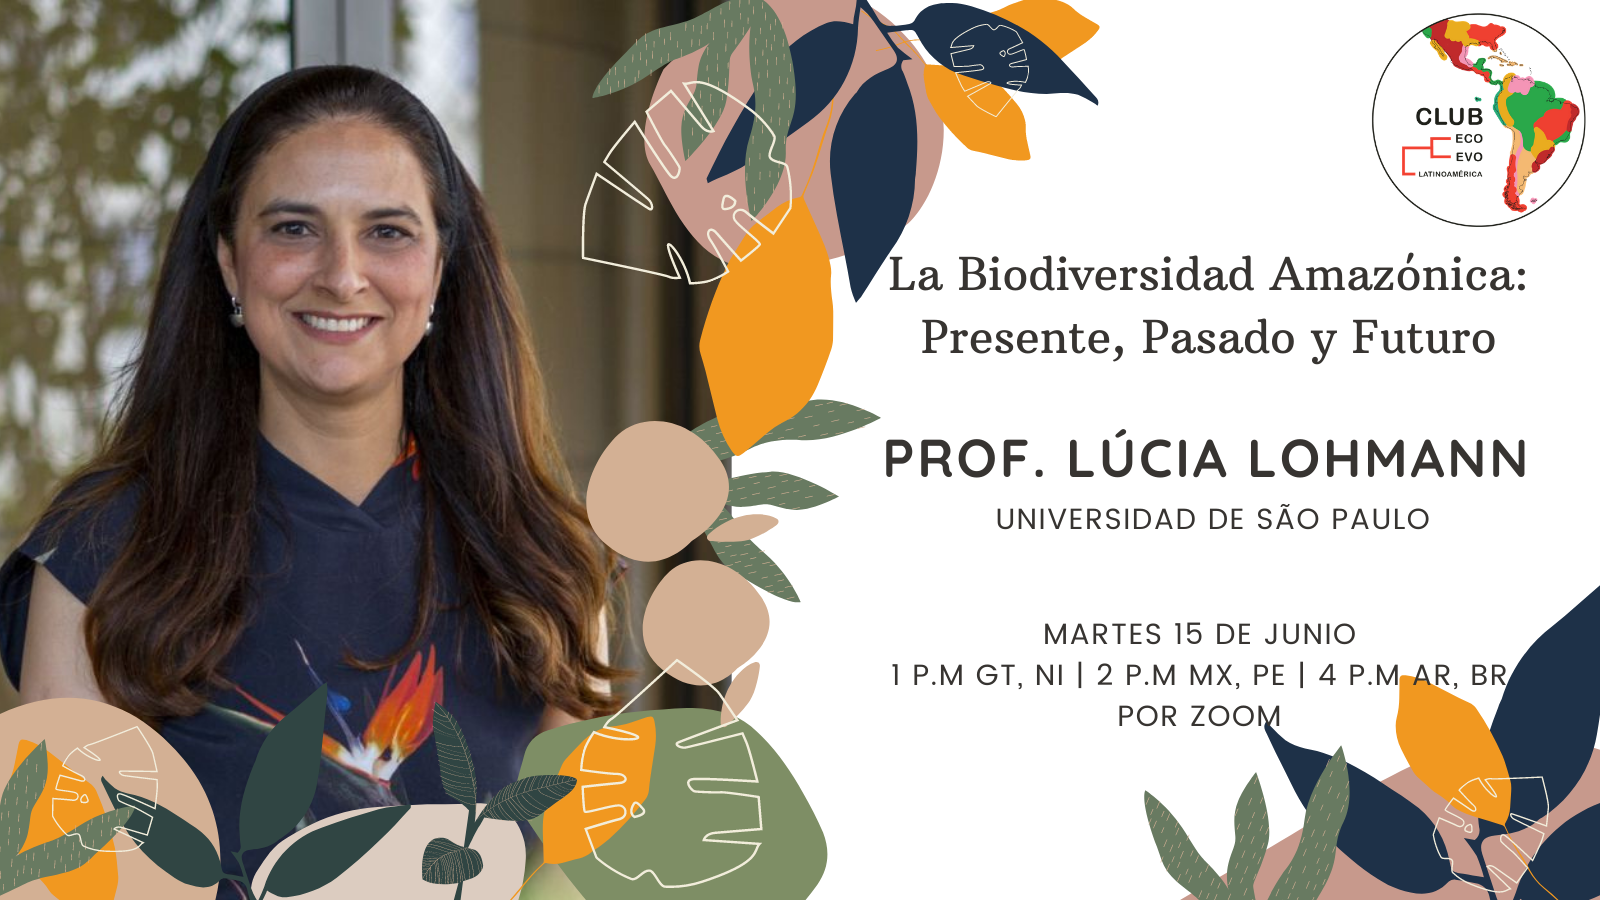 CLUB
ECO
EVO
LATINOAMÉRICA
La Biodiversidad Amazónica:
Presente, Pasado y Futuro
PROF. LÚCIA LOHMANN
UNIVERSIDAD DE SÃO PAULO
MARTES 15 DE JUNIO
1 P.M GT, NI | 2 P.M MX, PE | 4 P.M AR, BR
POR ZOOM